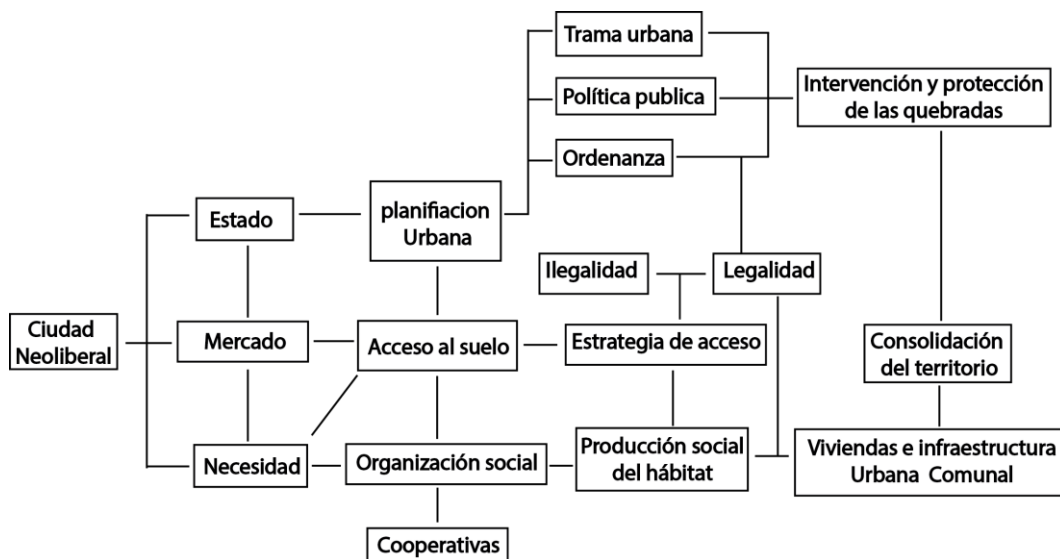 Trama urbana
Política publica
Intervención y protección
de las quebradas
Ordenanza
Estado
planifiacion
Urbana
Ilegalidad
Legalidad
Ciudad
Neoliberal
Mercado
Acceso al suelo
Estrategia de acceso
Consolidación
del territorio
Necesidad
Organización social
Producción social
del hábitat
Viviendas e infraestructura
Urbana Comunal
Cooperativas